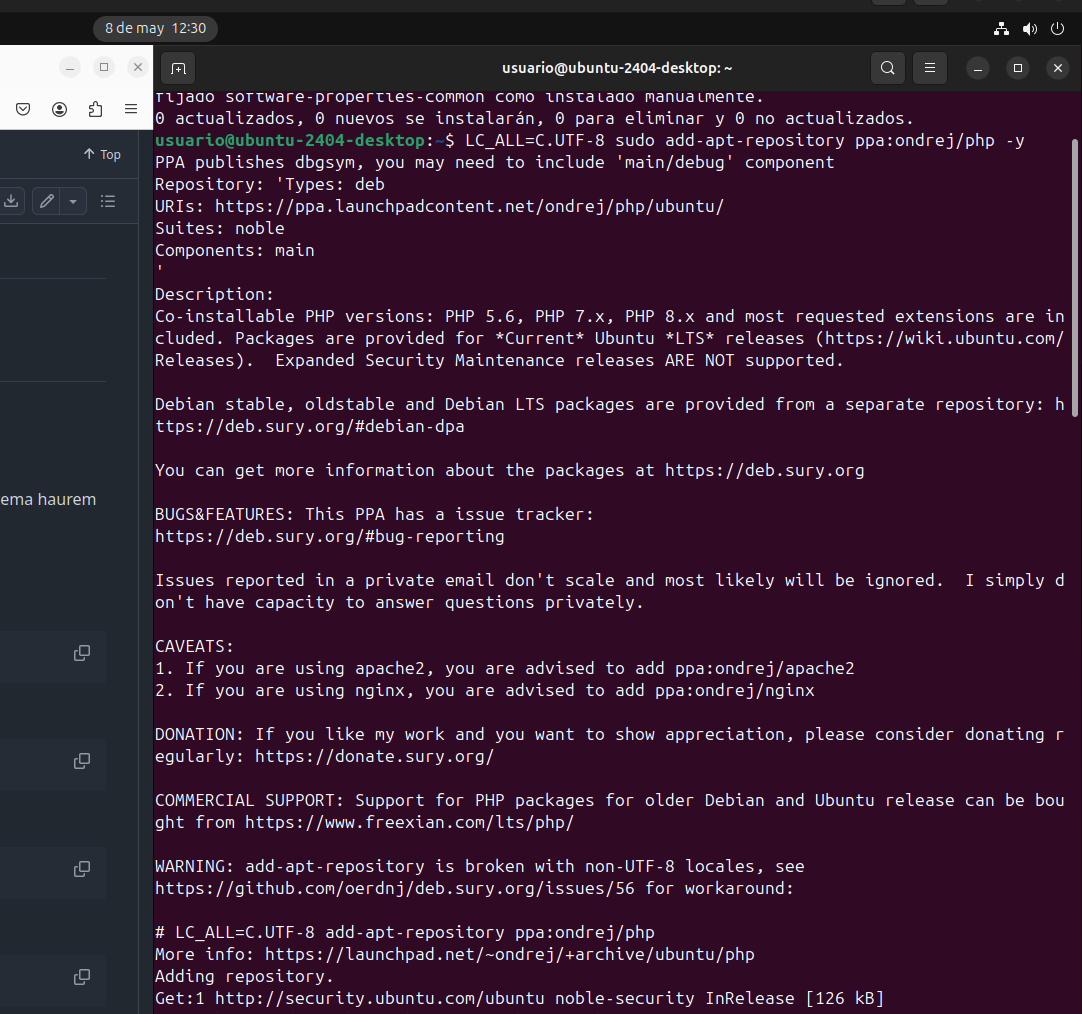 8 de may 12:30
usuario@ubuntu-2404-desktop: ~
Top
ema haurem
fijado software-properties-common como instalado manualmente.
0 actualizados, 0 nuevos se instalarán, 0 para eliminar y 0 no actualizados.
usuario@ubuntu-2404-desktop:~$ LC_ALL=C.UTF-8 sudo add-apt-repository ppa:ondrej/php -y
PPA publishes dbgsym, you may need to include 'main/debug' component
Repository: 'Types: deb
URIs: https://ppa.launchpadcontent.net/ondrej/php/ubuntu/
Suites: noble
Components: main
'
Description:
Co-installable PHP versions: PHP 5.6, PHP 7.x, PHP 8.x and most requested extensions are in
cluded. Packages are provided for *Current* Ubuntu *LTS* releases (https://wiki.ubuntu.com/
Releases).  Expanded Security Maintenance releases ARE NOT supported.
Debian stable, oldstable and Debian LTS packages are provided from a separate repository: h
ttps://deb.sury.org/#debian-dpa
You can get more information about the packages at https://deb.sury.org
BUGS&FEATURES: This PPA has a issue tracker:
https://deb.sury.org/#bug-reporting
Issues reported in a private email don't scale and most likely will be ignored.  I simply d
on't have capacity to answer questions privately.
CAVEATS:
1. If you are using apache2, you are advised to add ppa:ondrej/apache2
2. If you are using nginx, you are advised to add ppa:ondrej/nginx
DONATION: If you like my work and you want to show appreciation, please consider donating r
egularly: https://donate.sury.org/
COMMERCIAL SUPPORT: Support for PHP packages for older Debian and Ubuntu release can be bou
ght from https://www.freexian.com/lts/php/
WARNING: add-apt-repository is broken with non-UTF-8 locales, see
https://github.com/oerdnj/deb.sury.org/issues/56 for workaround:
# LC_ALL=C.UTF-8 add-apt-repository ppa:ondrej/php
More info: https://launchpad.net/~ondrej/+archive/ubuntu/php
Adding repository.
Get:1 http://security.ubuntu.com/ubuntu noble-security InRelease [126 kB]